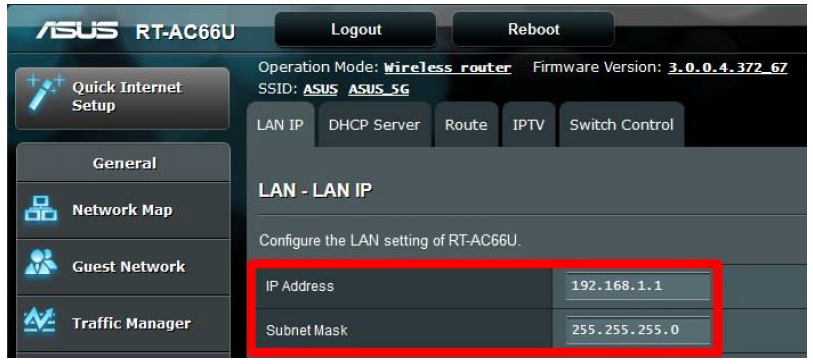 ASUS RT-AC66U Logout Reboot
Operation Mode: Wireless router Firmware Version: 3.0.0.4.372_67
SSID: ASUS ASUS_5G
Quick Internet
Setup
LAN IP DHCP Server Route IPTV Switch Control
General
LAN - LAN IP
Network Map
Configure the LAN setting of RT-AC66U.
Guest Network
IP Address 192.168.1.1
Traffic Manager
Subnet Mask 255.255.255.0